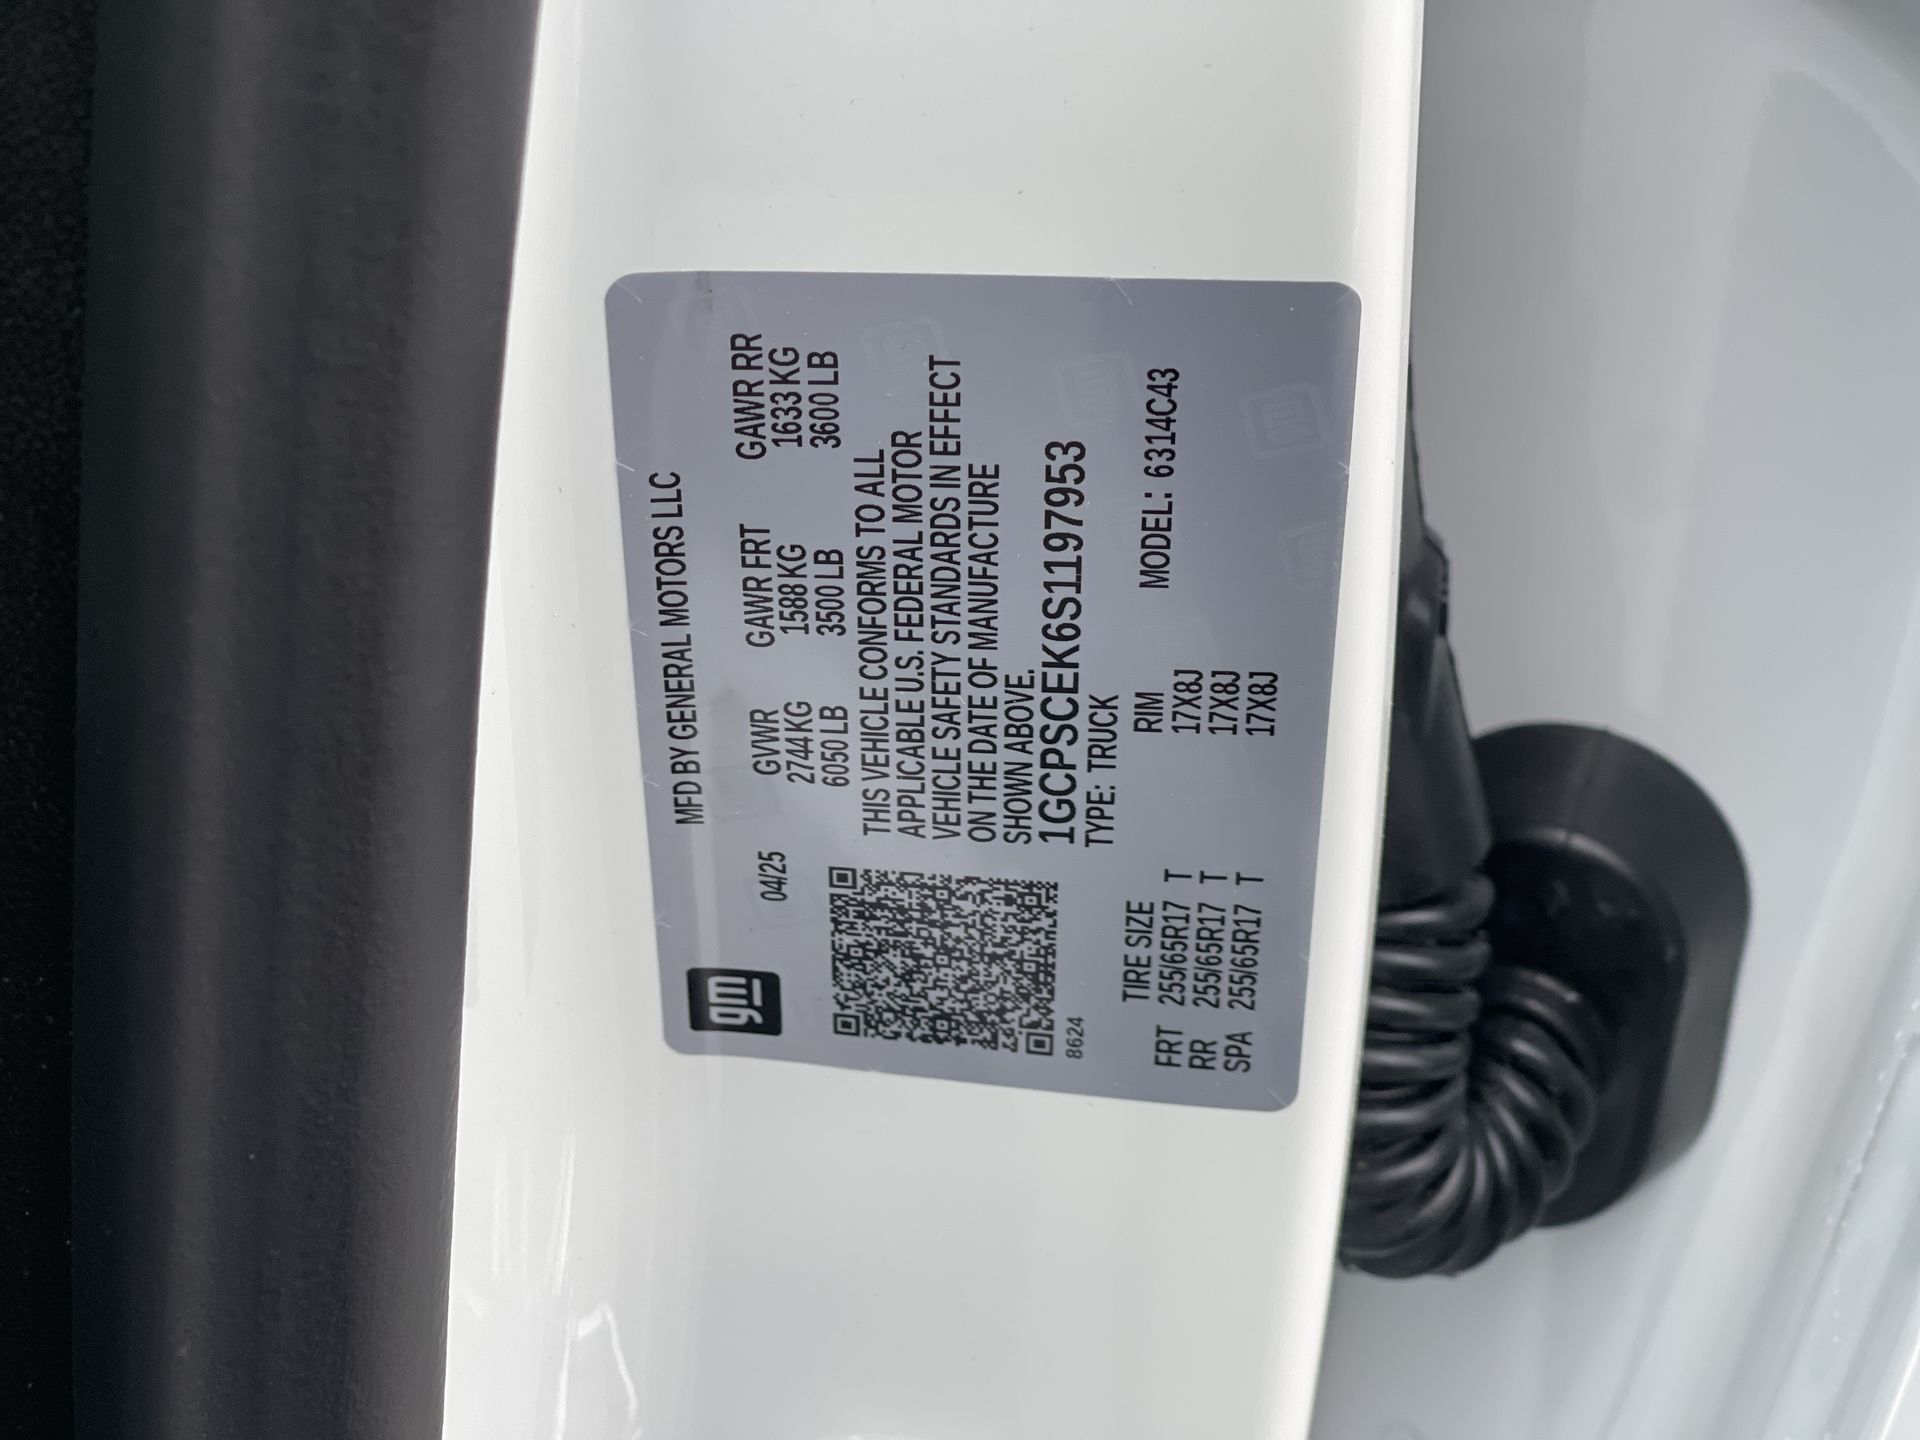 gm
MFD BY GENERAL MOTORS LLC
04/25
GVWR GAWR FRT GAWR RR
2744 KG 1588 KG 1633 KG
6050 LB 3500 LB 3600 LB
THIS VEHICLE CONFORMS TO ALL
APPLICABLE U.S. FEDERAL MOTOR
VEHICLE SAFETY STANDARDS IN EFFECT
ON THE DATE OF MANUFACTURE
SHOWN ABOVE.
1GCPSCEK6S1197953
TYPE: TRUCK
8624
MODEL: 6314C43
TIRE SIZE RIM
FRT 255/65R17 T 17X8J
RR 255/65R17 T 17X8J
SPA 255/65R17 T 17X8J